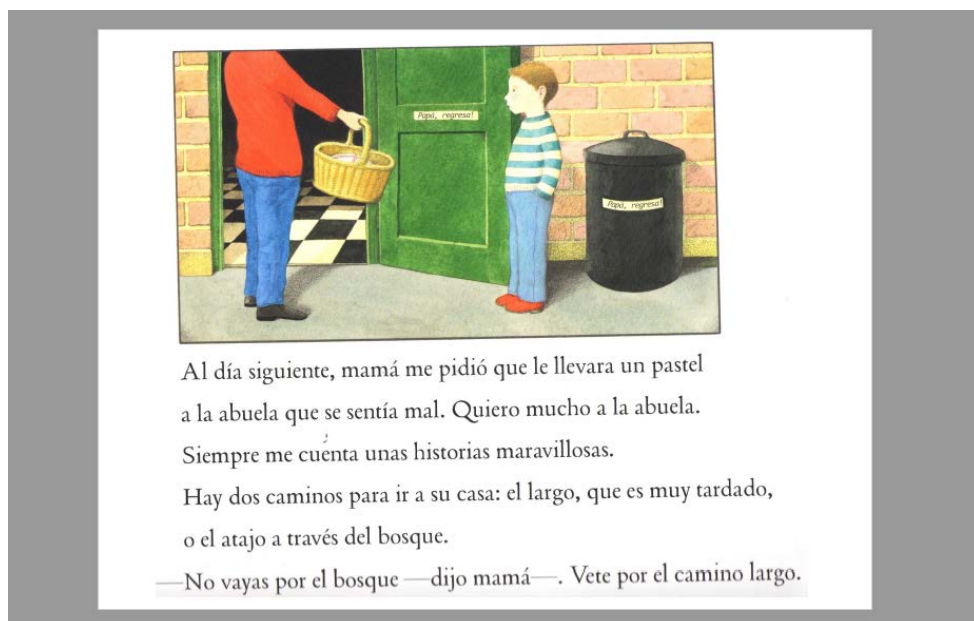 Papá, regresa!
Papá, regresa!
Al día siguiente, mamá me pidió que le llevara un pastel
a la abuela que se sentía mal. Quiero mucho a la abuela.
Siempre me cuenta unas historias maravillosas.
Hay dos caminos para ir a su casa: el largo, que es muy tardado,
o el atajo a través del bosque.
—No vayas por el bosque —dijo mamá—. Vete por el camino largo.